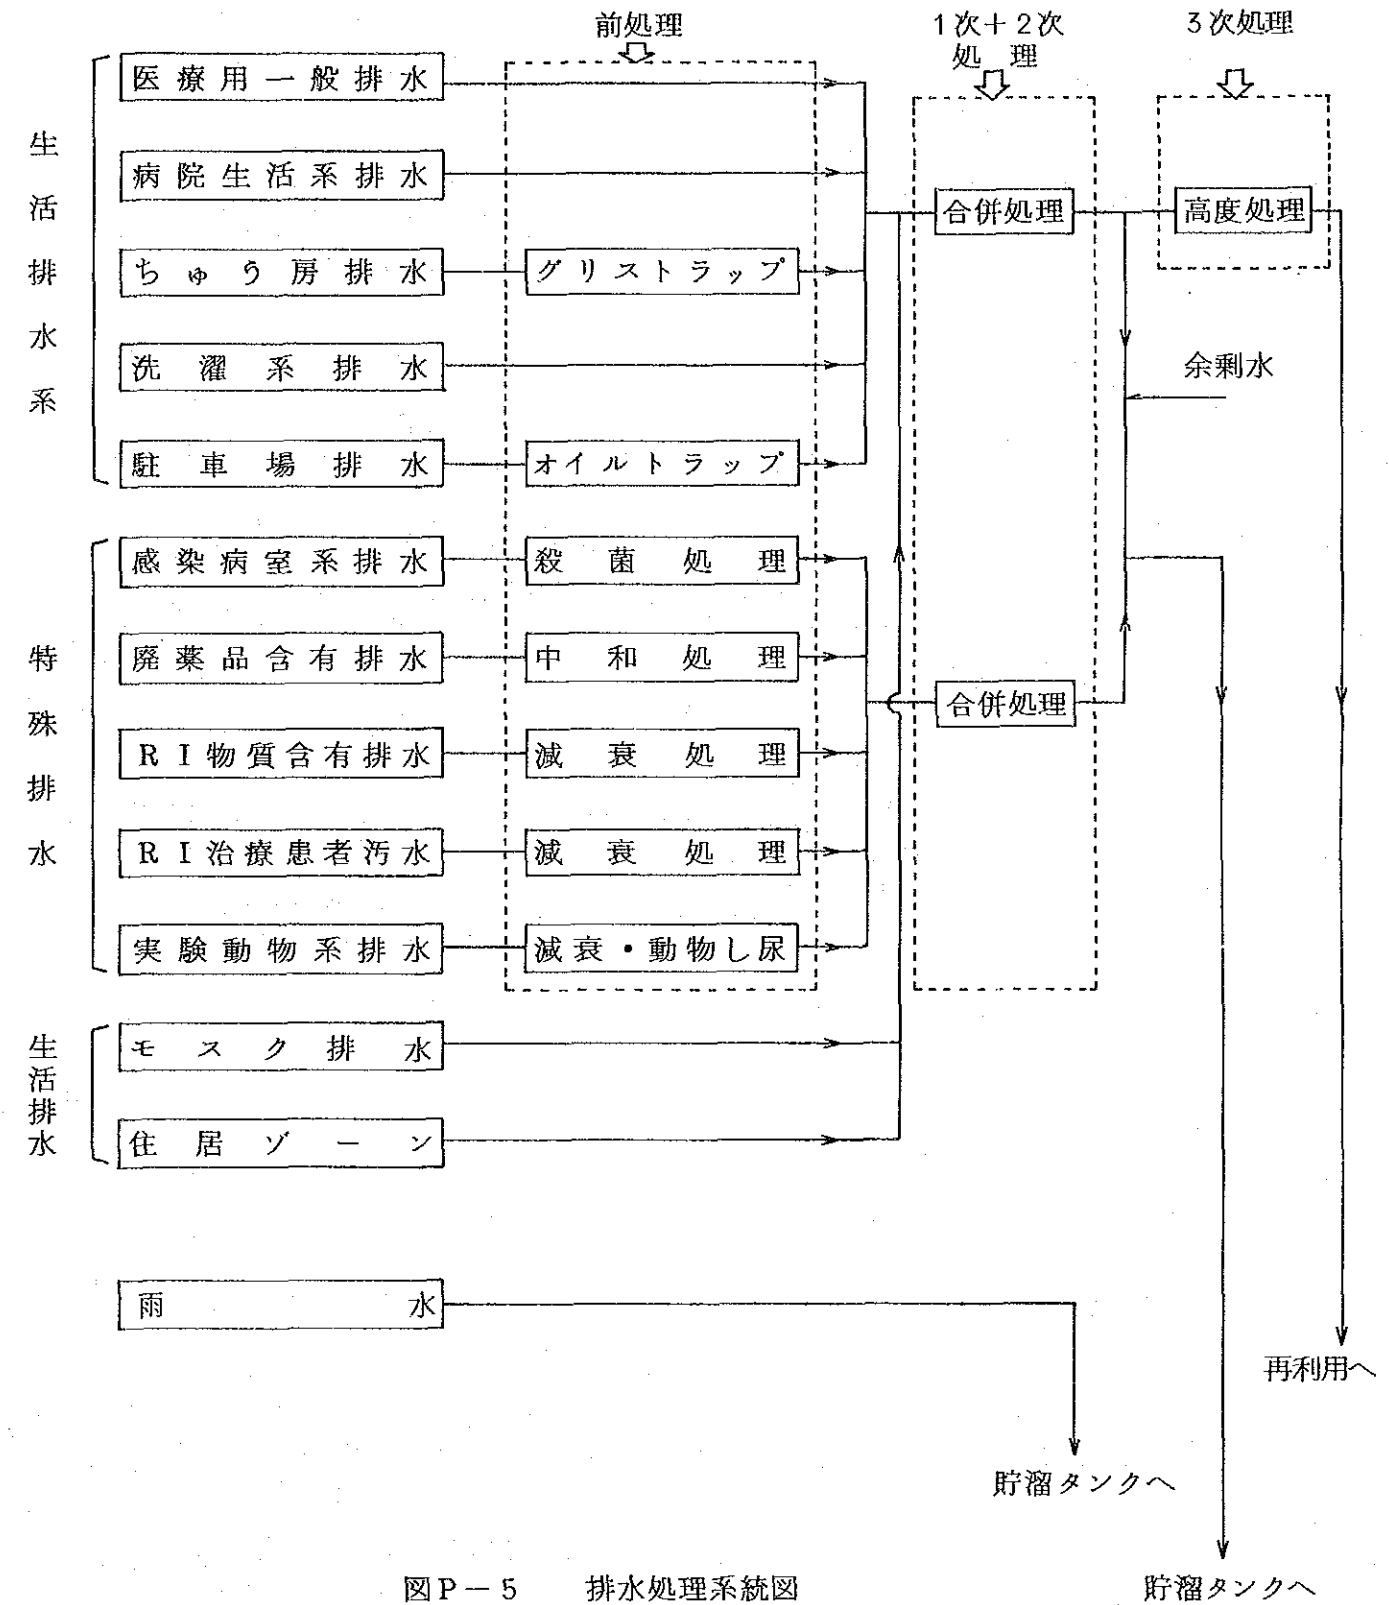 前処理
1次＋2次
処理
3次処理
生活排水系
医療用一般排水
病院生活系排水
ちゅう房排水
グリストラップ
洗濯系排水
駐車場排水
オイルトラップ
合併処理
高度処理
余剰水
特殊排水
感染病室系排水
殺菌処理
廃薬品含有排水
中和処理
RI物質含有排水
減衰処理
RI治療患者汚水
減衰処理
実験動物系排水
減衰・動物し尿
合併処理
生活排水
モスク排水
住居ゾーン
雨水
再利用へ
貯溜タンクへ
貯溜タンクへ
図P－5 排水処理系統図